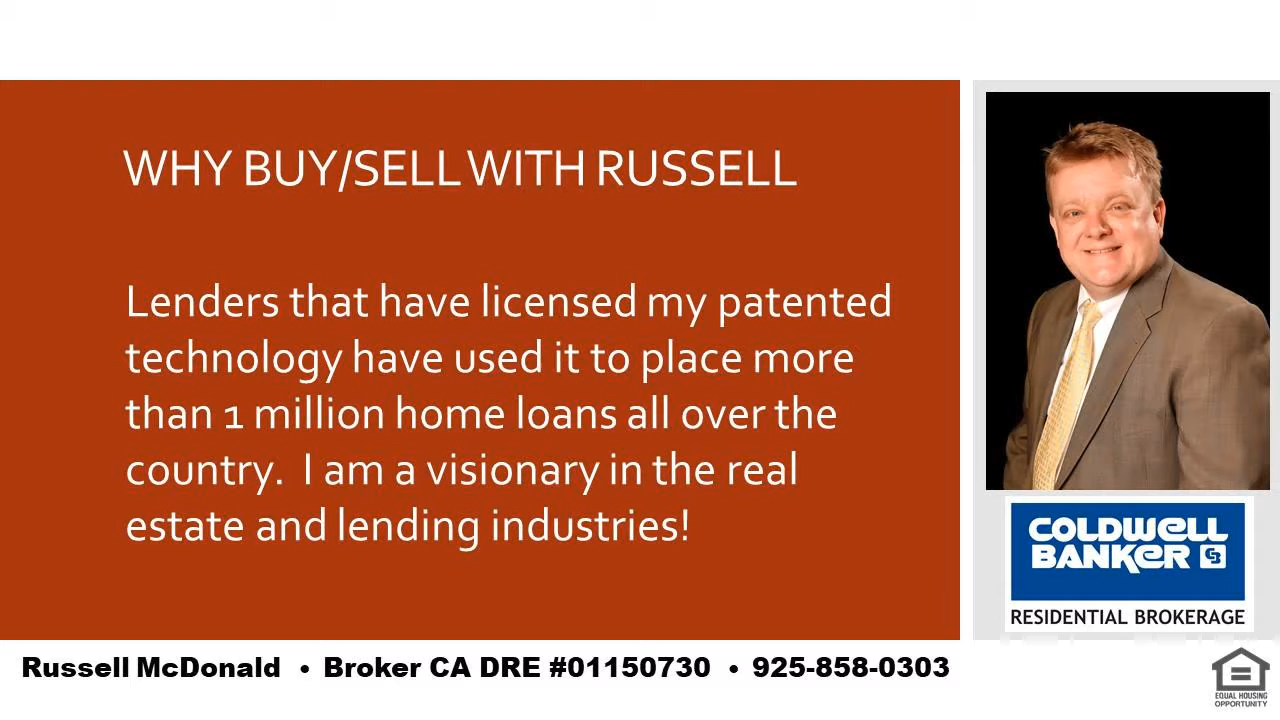 WHY BUY/SELL WITH RUSSELL
Lenders that have licensed my patented
technology have used it to place more
than 1 million home loans all over the
country.  I am a visionary in the real
estate and lending industries!
COLDWELL
BANKER CB
RESIDENTIAL BROKERAGE
Russell McDonald • Broker CA DRE #01150730 • 925-858-0303
EQUAL HOUSING
OPPORTUNITY